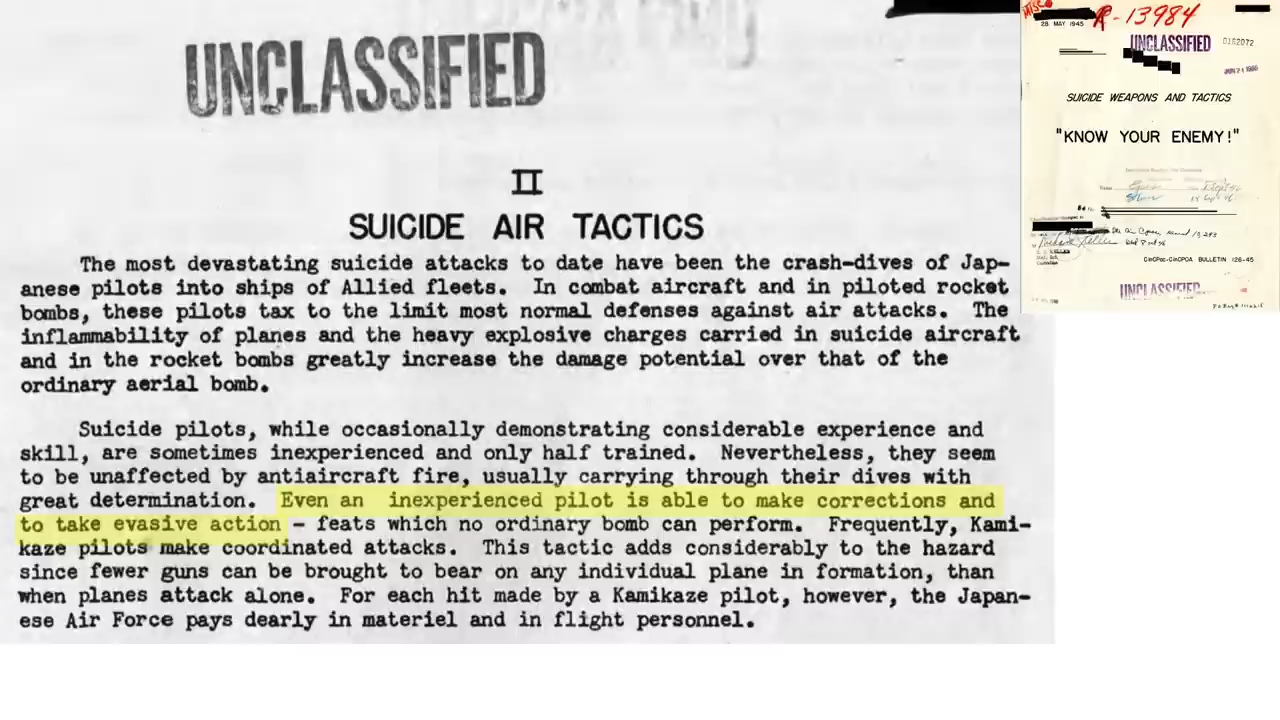 UNCLASSIFIED
II
SUICIDE AIR TACTICS
The most devastating suicide attacks to date have been the crash-dives of Jap-
anese pilots into ships of Allied fleets. In combat aircraft and in piloted rocket
bombs, these pilots tax to the limit most normal defenses against air attacks. The
inflammability of planes and the heavy explosive charges carried in suicide aircraft
and in the rocket bombs greatly increase the damage potential over that of the
ordinary aerial bomb.
Suicide pilots, while occasionally demonstrating considerable experience and
skill, are sometimes inexperienced and only half trained. Nevertheless, they seem
to be unaffected by antiaircraft fire, usually carrying through their dives with
great determination. Even an inexperienced pilot is able to make corrections and
to take evasive action - feats which no ordinary bomb can perform. Frequently, Kami-
kaze pilots make coordinated attacks. This tactic adds considerably to the hazard
since fewer guns can be brought to bear on any individual plane in formation, than
when planes attack alone. For each hit made by a Kamikaze pilot, however, the Japan-
ese Air Force pays dearly in materiel and in flight personnel.
R-13984
28 MAY 1945
UNCLASSIFIED
0162072
SUICIDE WEAPONS AND TACTICS
"KNOW YOUR ENEMY!"
CinCPac-CinCPOA BULLETIN 126-45
UNCLASSIFIED